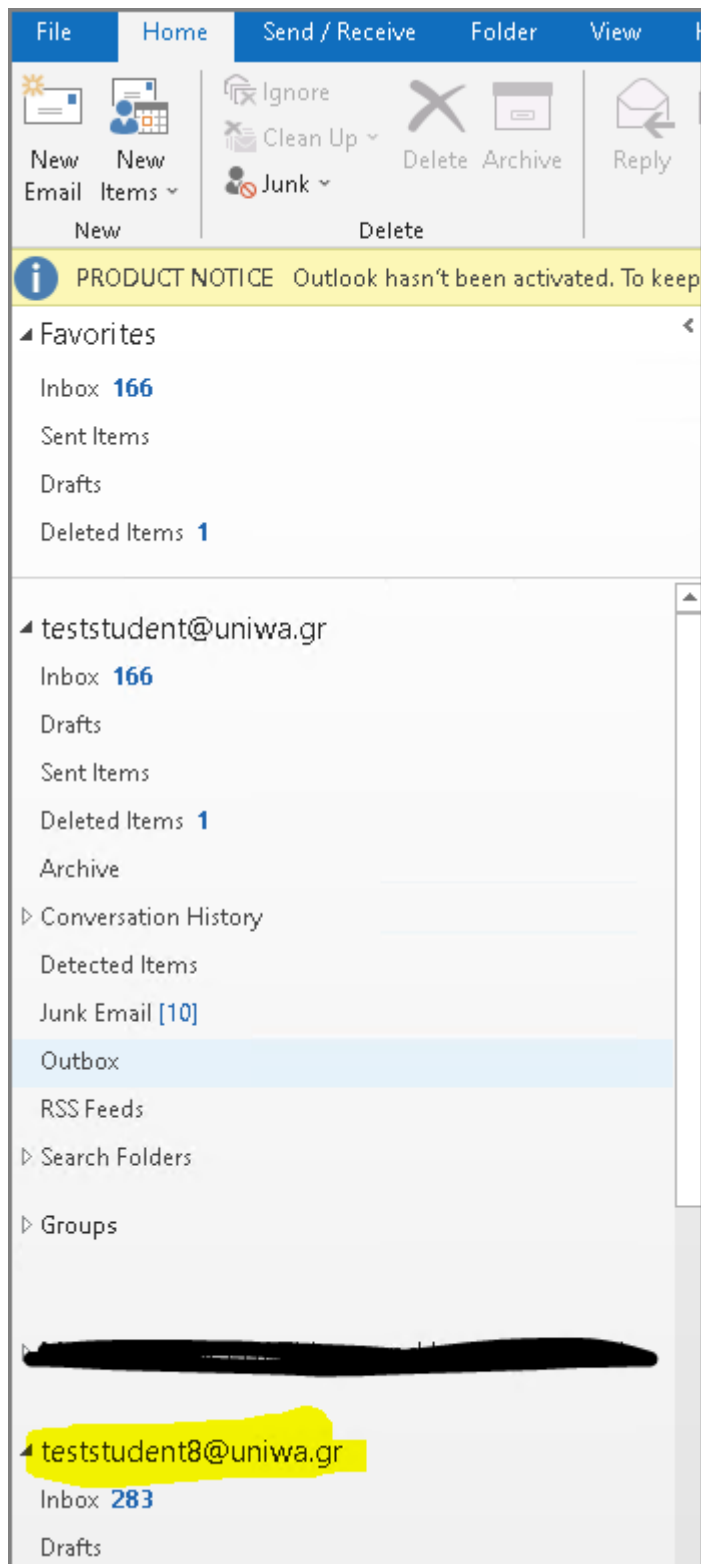 File Home Send / Receive Folder View
Ignore
Clean Up
Junk
Delete Archive
Reply
New Email
New Items
New
Delete
PRODUCT NOTICE Outlook hasn't been activated. To keep
Favorites
Inbox 166
Sent Items
Drafts
Deleted Items 1
teststudent@uniwa.gr
Inbox 166
Drafts
Sent Items
Deleted Items 1
Archive
Conversation History
Detected Items
Junk Email [10]
Outbox
RSS Feeds
Search Folders
Groups
teststudent8@uniwa.gr
Inbox 283
Drafts